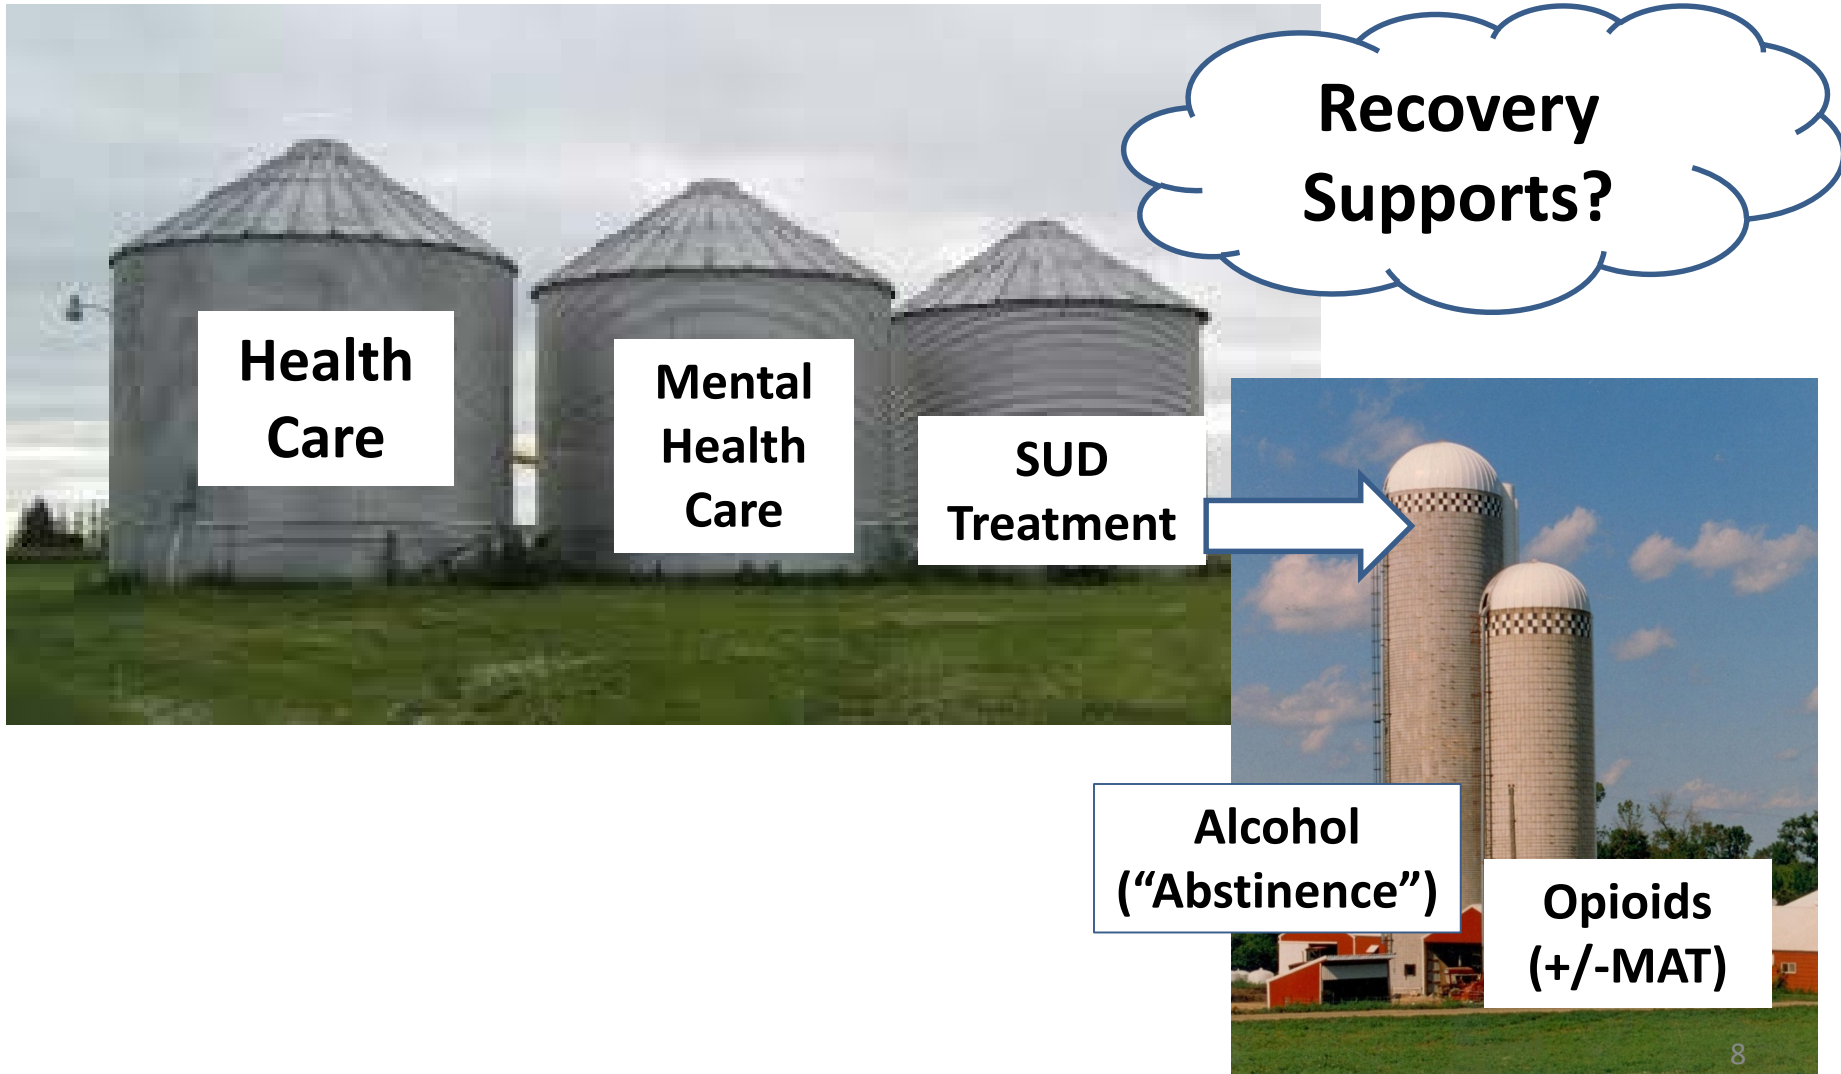 Recovery
Supports?
Health
Care
Mental
Health
Care
SUD
Treatment
Alcohol
(“Abstinence”)
Opioids
(+/-MAT)
8